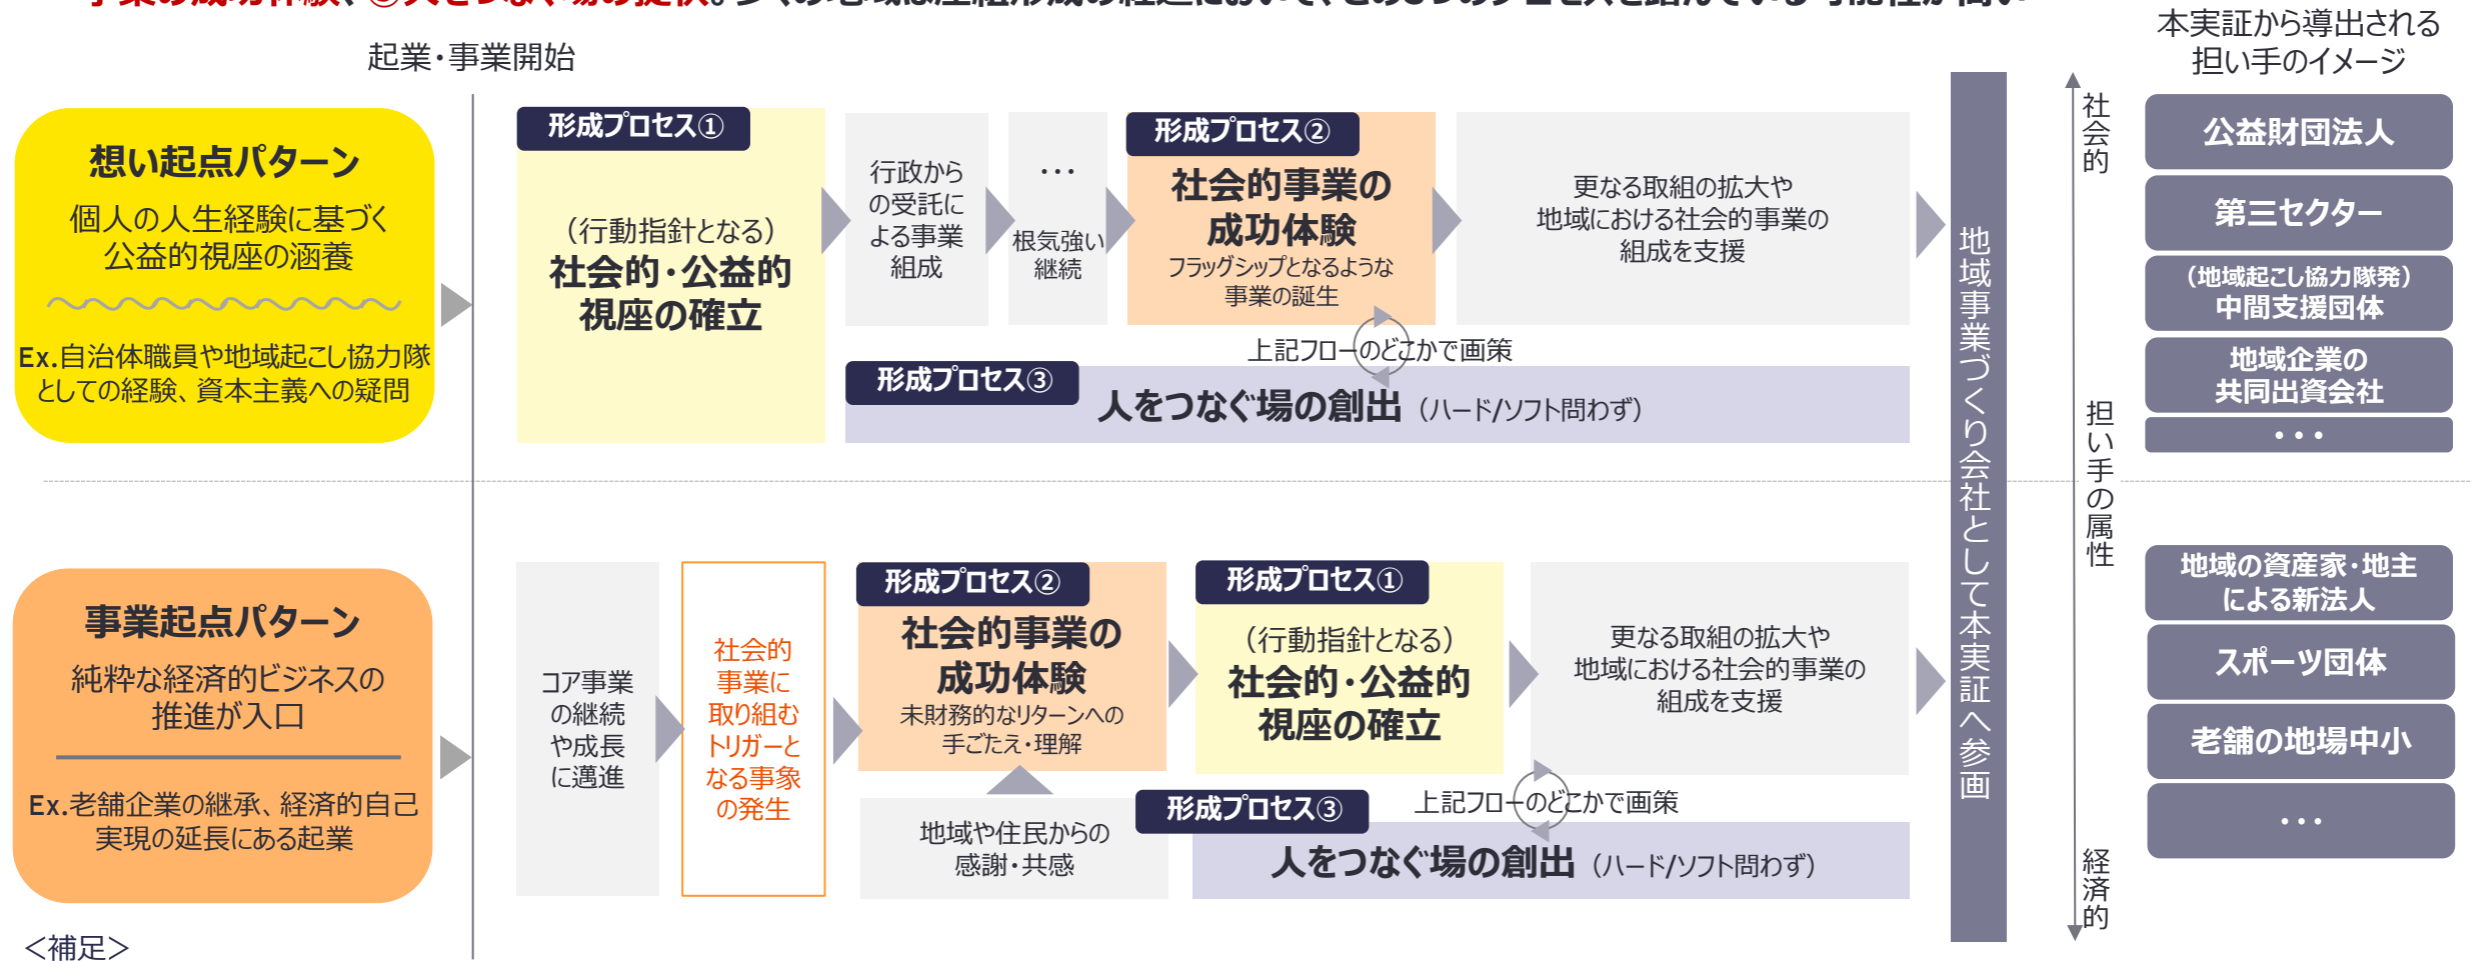 起業・事業開始
本実証から導出される
担い手のイメージ
想い起点パターン
個人の人生経験に基づく
公益的視座の涵養
Ex.自治体職員や地域起こし協力隊
としての経験、資本主義への疑問
形成プロセス①
（行動指針となる）
社会的・公益的
視座の確立
行政から
の受託に
よる事業
組成
･･･
根気強い
継続
形成プロセス②
社会的事業の
成功体験
フラッグシップとなるような
事業の誕生
更なる取組の拡大や
地域における社会的事業の
組成を支援
上記フローのどこかで画策
形成プロセス③
人をつなぐ場の創出（ハード/ソフト問わず）
事業起点パターン
純粋な経済的ビジネスの
推進が入口
Ex.老舗企業の継承、経済的自己
実現の延長にある起業
コア事業
の継続
や成長
に邁進
社会的
事業に
取り組む
トリガーと
なる事象
の発生
形成プロセス②
社会的事業の
成功体験
未財務的なリターンへの
手ごたえ・理解
地域や住民からの
感謝・共感
形成プロセス①
（行動指針となる）
社会的・公益的
視座の確立
更なる取組の拡大や
地域における社会的事業の
組成を支援
上記フローのどこかで画策
形成プロセス③
人をつなぐ場の創出（ハード/ソフト問わず）
地域事業づくり会社として本実証へ参画
社会的
担い手の属性
経済的
公益財団法人
第三セクター
（地域起こし協力隊発）
中間支援団体
地域企業の
共同出資会社
･･･
地域の資産家・地主
による新法人
スポーツ団体
老舗の地場中小
･･･
＜補足＞